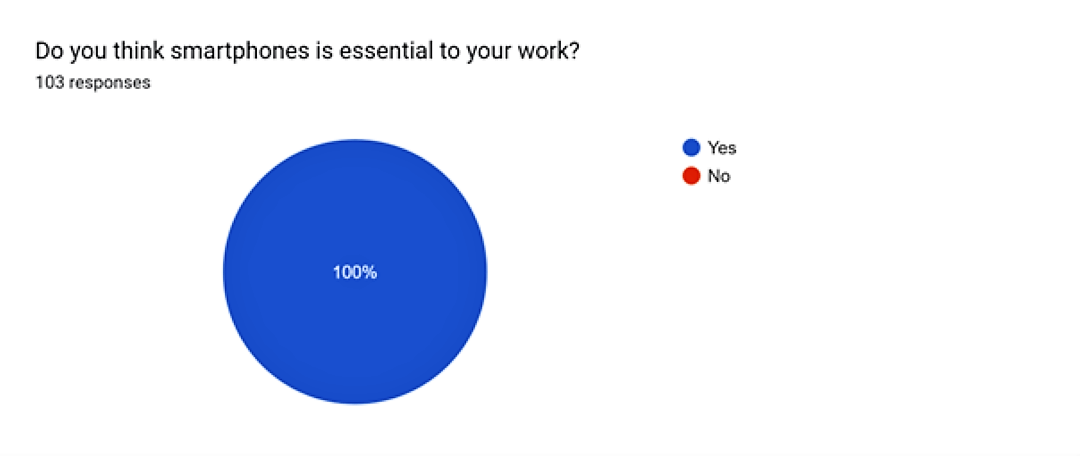 Do you think smartphones is essential to your work?
103 responses
Yes
No
100%